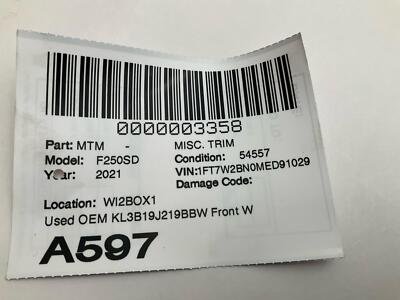 0000003358
Part: MTM - MISC. TRIM
Model: F250SD Condition: 54557
Year: 2021 VIN:1FT7W2BN0MED91029
Damage Code:
Location: WI2BOX1
Used OEM KL3B19J219BBW Front W
A597